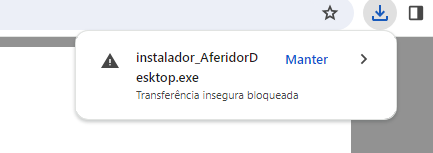 instalador_AferidorD
esktop.exe
Manter
Transferência insegura bloqueada